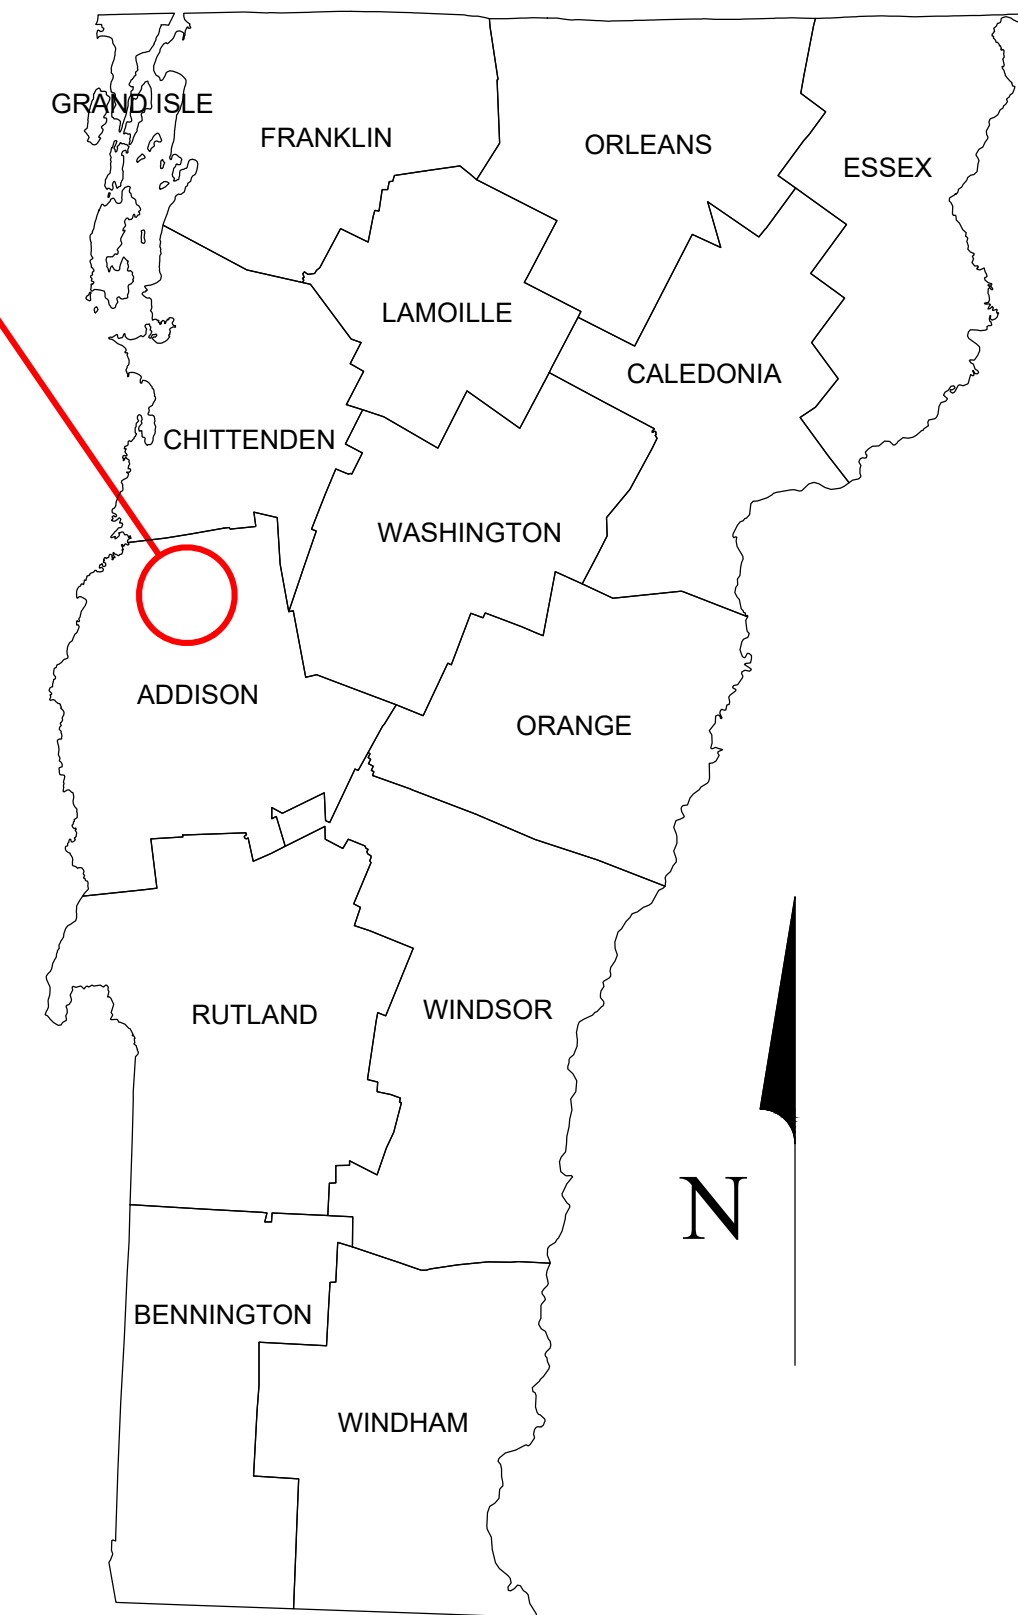 GRAND ISLE
FRANKLIN
ORLEANS
ESSEX
LAMOILLE
CALEDONIA
CHITTENDEN
WASHINGTON
ADDISON
ORANGE
RUTLAND
WINDSOR
N
BENNINGTON
WINDHAM